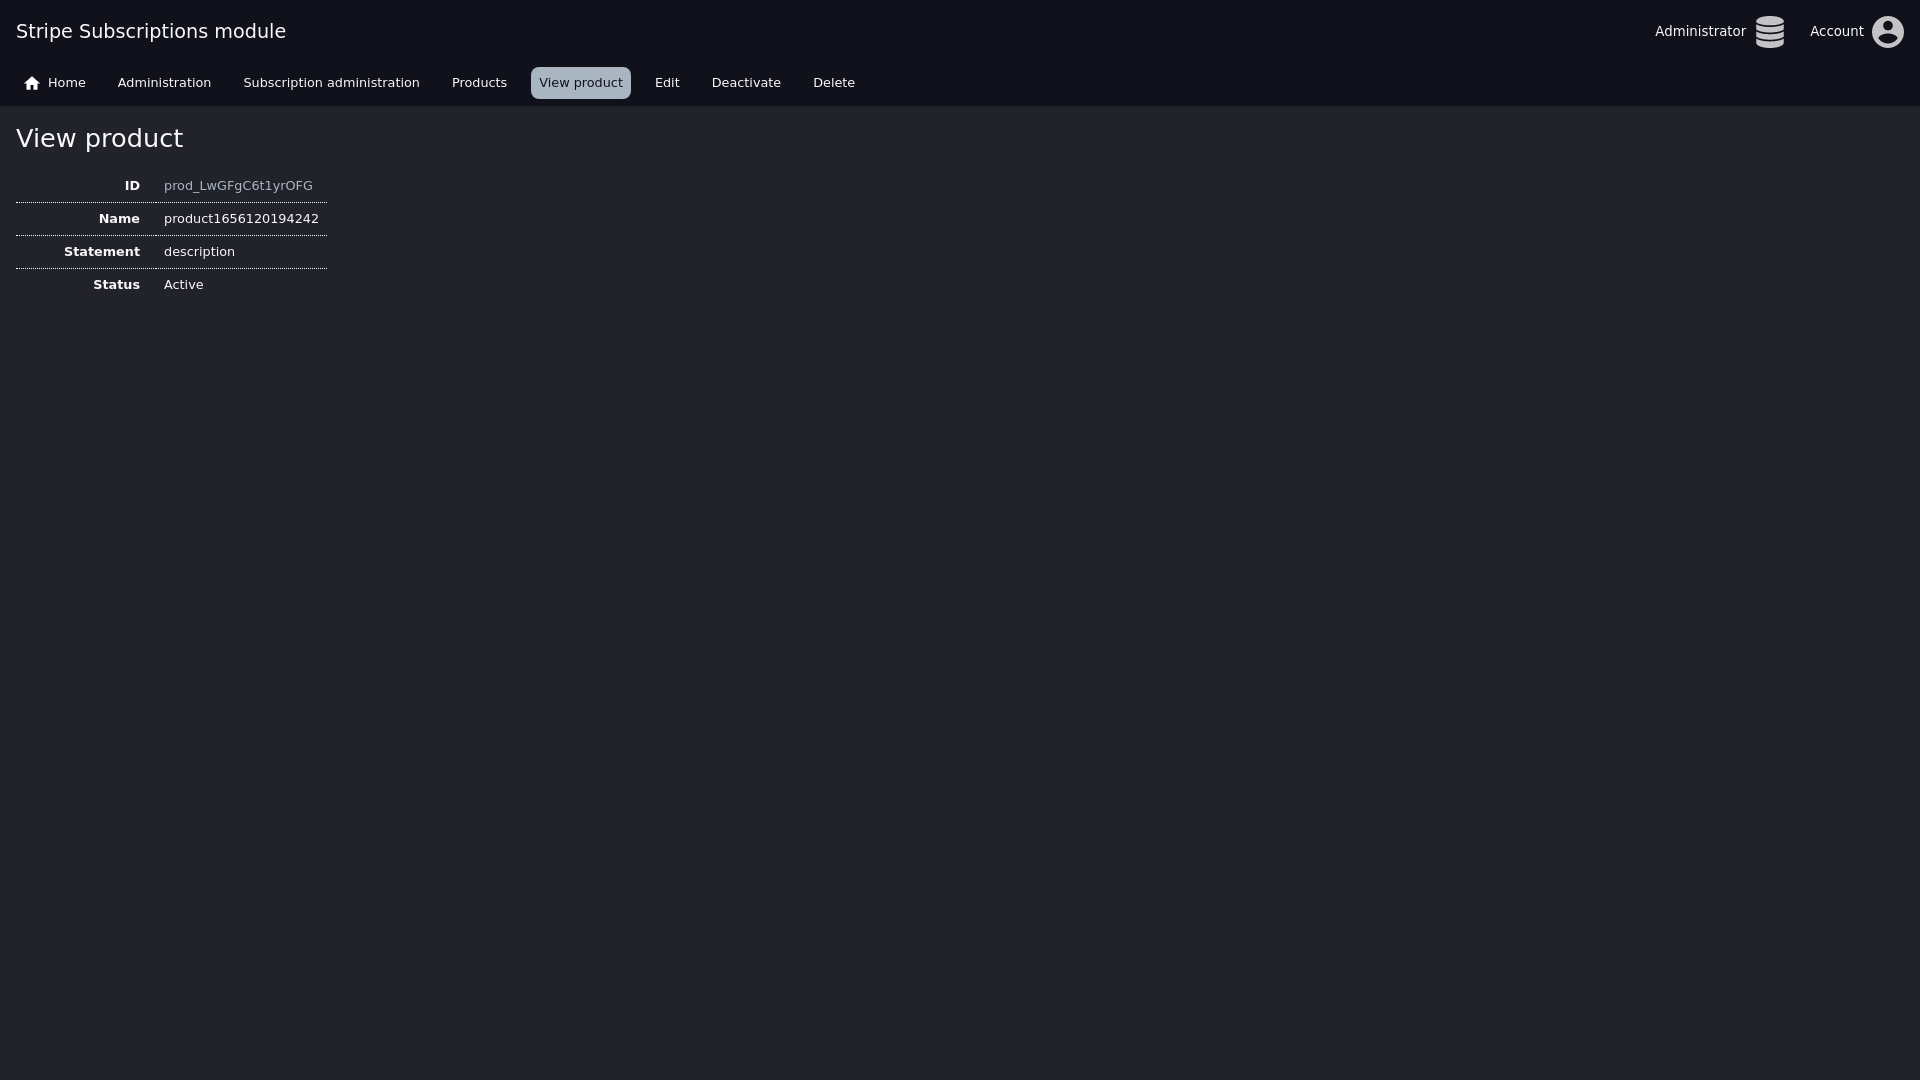 Stripe Subscriptions module
Administrator Account
Home Administration Subscription administration Products View product Edit Deactivate Delete
View product
ID prod_LwGFgC6t1yrOFG
Name product1656120194242
Statement description
Status Active